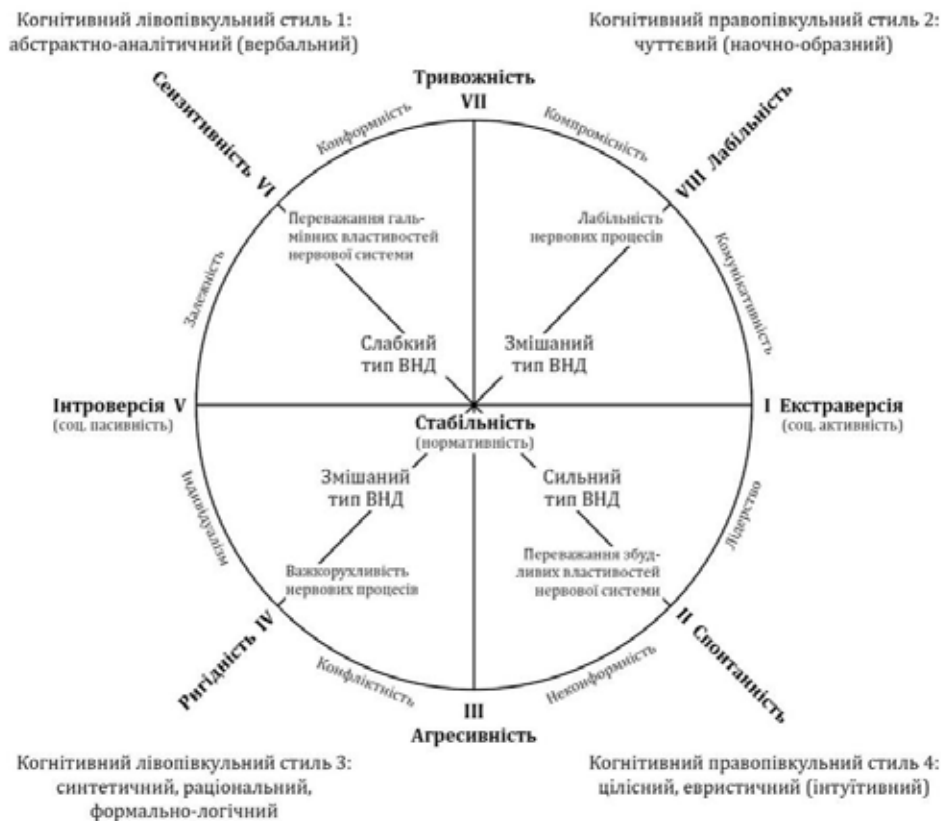 Когнітивний лівопівкульний стиль 1:
абстрактно-аналітичний (вербальний)
Когнітивний правопівкульний стиль 2:
чуттєвий (наочно-образний)
Тривожність
VII
Сензитивність VI
Конформність
Компромісність
VIII Лабільність
Переважання галь-
мівних властивостей
нервової системи
Лабільність
нервових процесів
Залежність
Комунікативність
Слабкий
тип ВНД
Змішаний
тип ВНД
Інтроверсія V
(соц. пасивність)
І Екстраверсія
(соц. активність)
Стабільність
(нормативність)
Змішаний
тип ВНД
Сильний
тип ВНД
Індивідуалізм
Лідерство
Важкорухливість
нервових процесів
Переважання збуд-
ливих властивостей
нервової системи
Ригідність IV
Конфліктність
Неконформність
II Спонтанність
III
Агресивність
Когнітивний лівопівкульний стиль 3:
синтетичний, раціональний,
формально-логічний
Когнітивний правопівкульний стиль 4:
цілісний, евристичний (інтуїтивний)